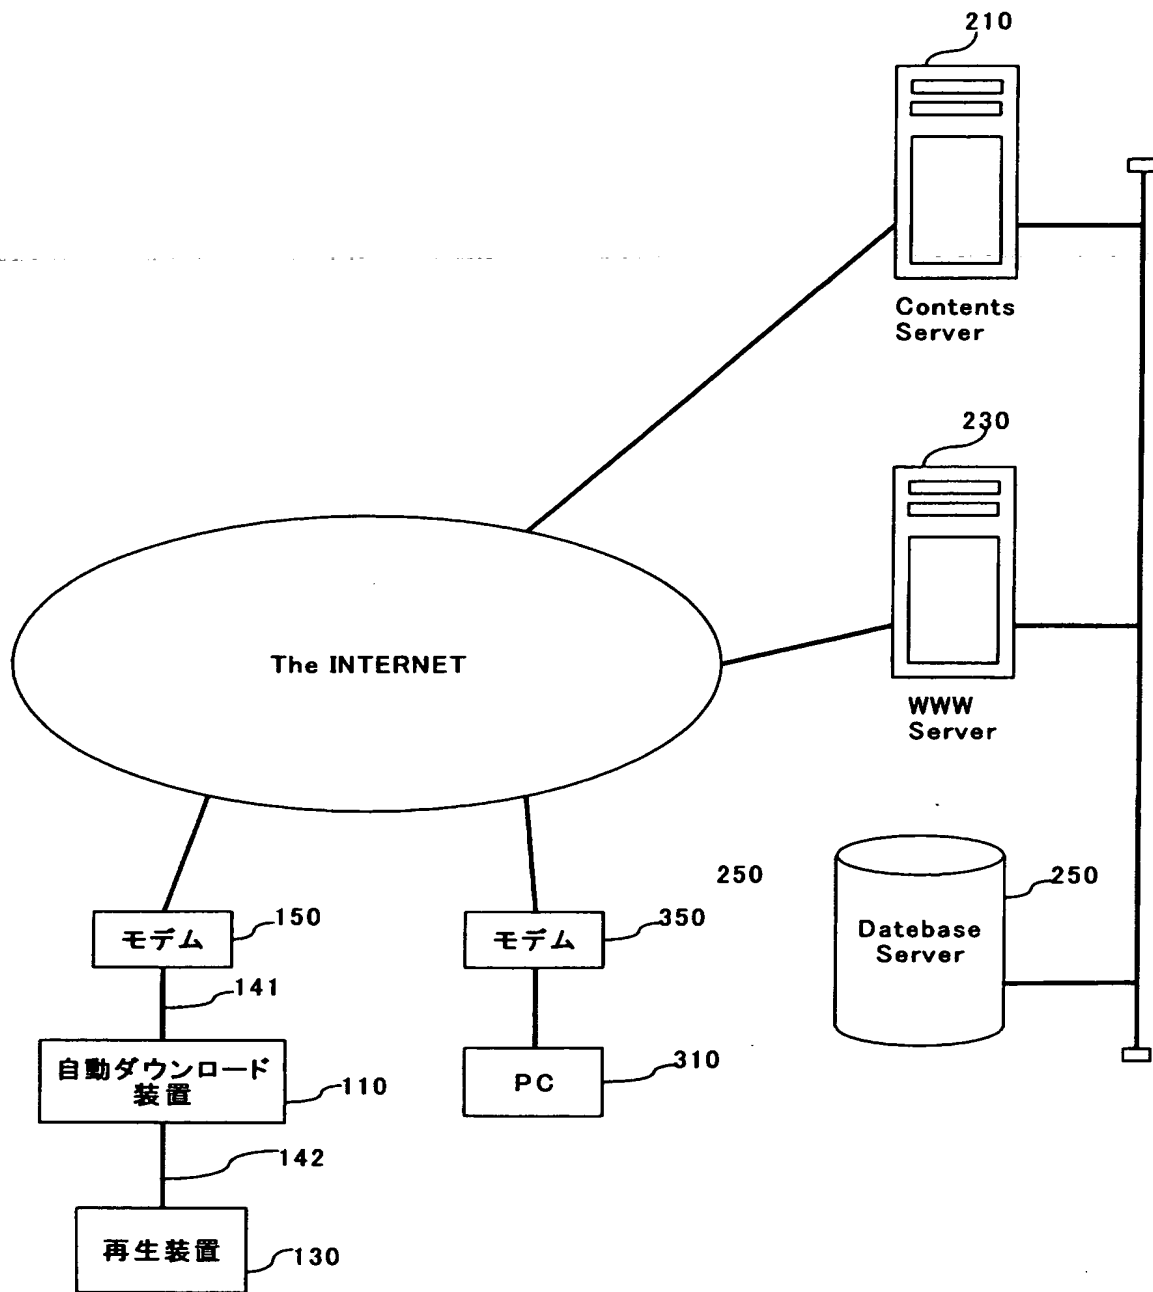 210
Contents
Server
230
The INTERNET
WWW
Server
250
250
Datebase
Server
150
モデム
350
モデム
141
自動ダウンロード
装置
110
PC
310
142
再生装置
130